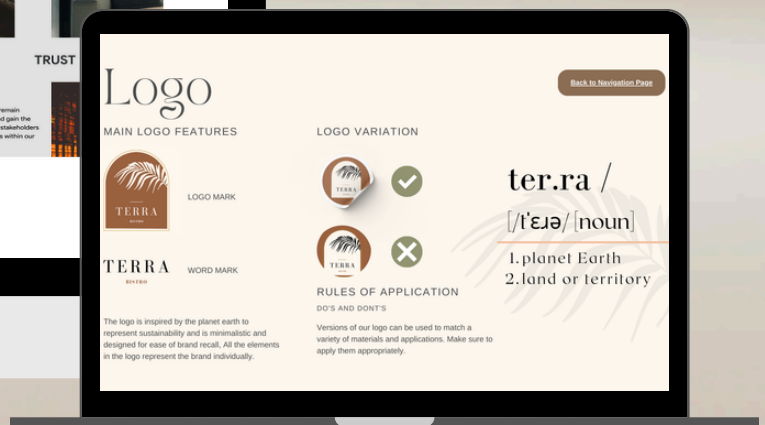 TRUST
remain
d gain the
stakeholders
s within our
Logo
Back to Navigation Page
MAIN LOGO FEATURES
TERRA
BISTRO
LOGO MARK
TERRA
BISTRO
WORD MARK
The logo is inspired by the planet earth to
represent sustainability and is minimalistic and
designed for ease of brand recall, All the elements
in the logo represent the brand individually.
LOGO VARIATION
TERRA
TERRA
RULES OF APPLICATION
DO'S AND DONT'S
Versions of our logo can be used to match a
variety of materials and applications. Make sure to
apply them appropriately.
ter.ra /
[/tˈɛɹə/ [noun]
1.planet Earth
2.land or territory